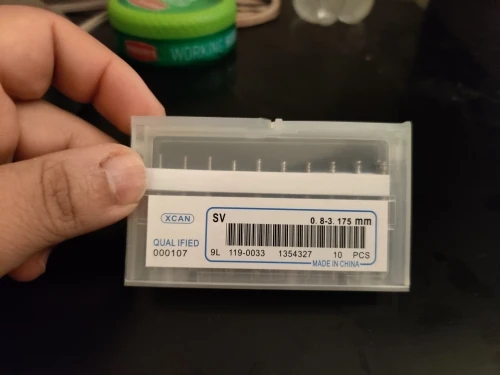 WORKING
XCAN
SV 0.8-3.175 mm
QUALIFIED
000107
9L 119-0033 1354327 10 PCS
MADE IN CHINA